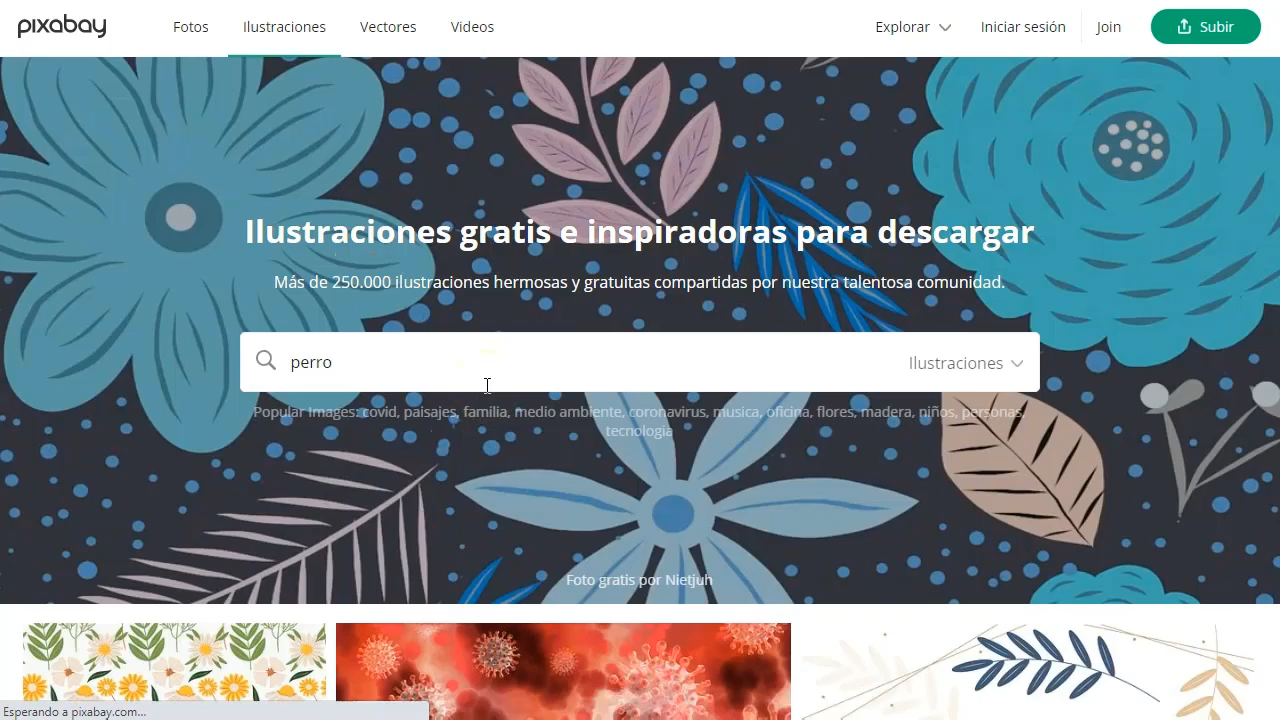 pixabay
Fotos Ilustraciones Vectores Videos Explorar Iniciar sesión Join Subir
Ilustraciones gratis e inspiradoras para descargar
Más de 250.000 ilustraciones hermosas y gratuitas compartidas por nuestra talentosa comunidad.
perro Ilustraciones
Popular Images: covid, paisajes, familia, medio ambiente, coronavirus, musica, oficina, flores, madera, niños, personas,
tecnologia
Foto gratis por Nietjuh
Esperando a pixabay.com...